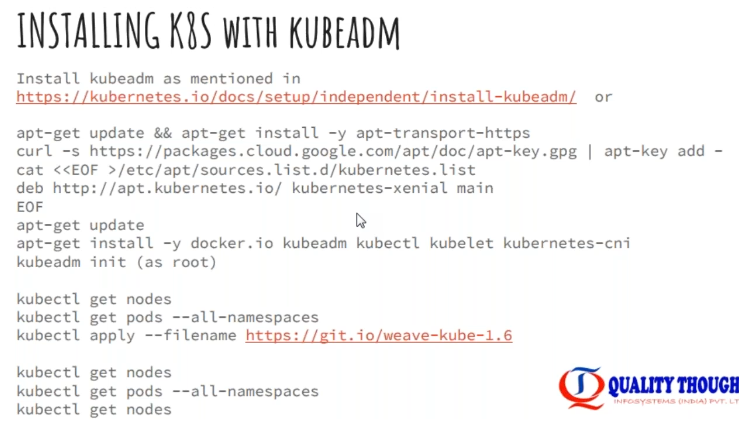 INSTALLING K8S WITH KUBEADM
Install kubeadm as mentioned in
https://kubernetes.io/docs/setup/independent/install-kubeadm/ or
apt-get update && apt-get install -y apt-transport-https
curl -s https://packages.cloud.google.com/apt/doc/apt-key.gpg | apt-key add -
cat <<EOF >/etc/apt/sources.list.d/kubernetes.list
deb http://apt.kubernetes.io/ kubernetes-xenial main
EOF
apt-get update
apt-get install -y docker.io kubeadm kubectl kubelet kubernetes-cni
kubeadm init (as root)
kubectl get nodes
kubectl get pods --all-namespaces
kubectl apply --filename https://git.io/weave-kube-1.6
kubectl get nodes
kubectl get pods --all-namespaces
kubectl get nodes
QUALITY THOUGH
INFOSYSTEMS (INDIA) PVT. LT